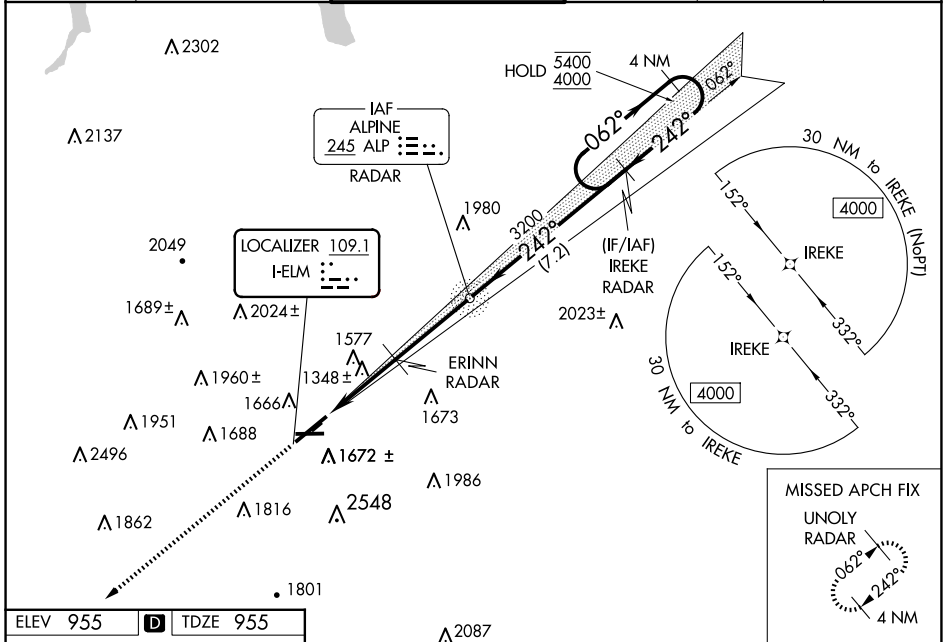 2302
HOLD
5400
4000
4 NM
062°
062°
242°
2137
IAF
ALPINE
245 ALP
RADAR
30 NM to IREKE (NoPT)
4000
152°
IREKE
332°
1980
3200
242°
(7.2)
(IF/IAF)
IREKE
RADAR
2049
LOCALIZER 109.1
I-ELM
152°
IREKE
332°
4000
30 NM to IREKE
1689±
2024±
2023±
1577
1348±
ERINN
RADAR
1960±
1666
1673
1951
1688
2496
1672 ±
1986
1862
1816
2548
MISSED APCH FIX
UNOLY
RADAR
062°
242°
4 NM
1801
ELEV 955 D TDZE 955
2087